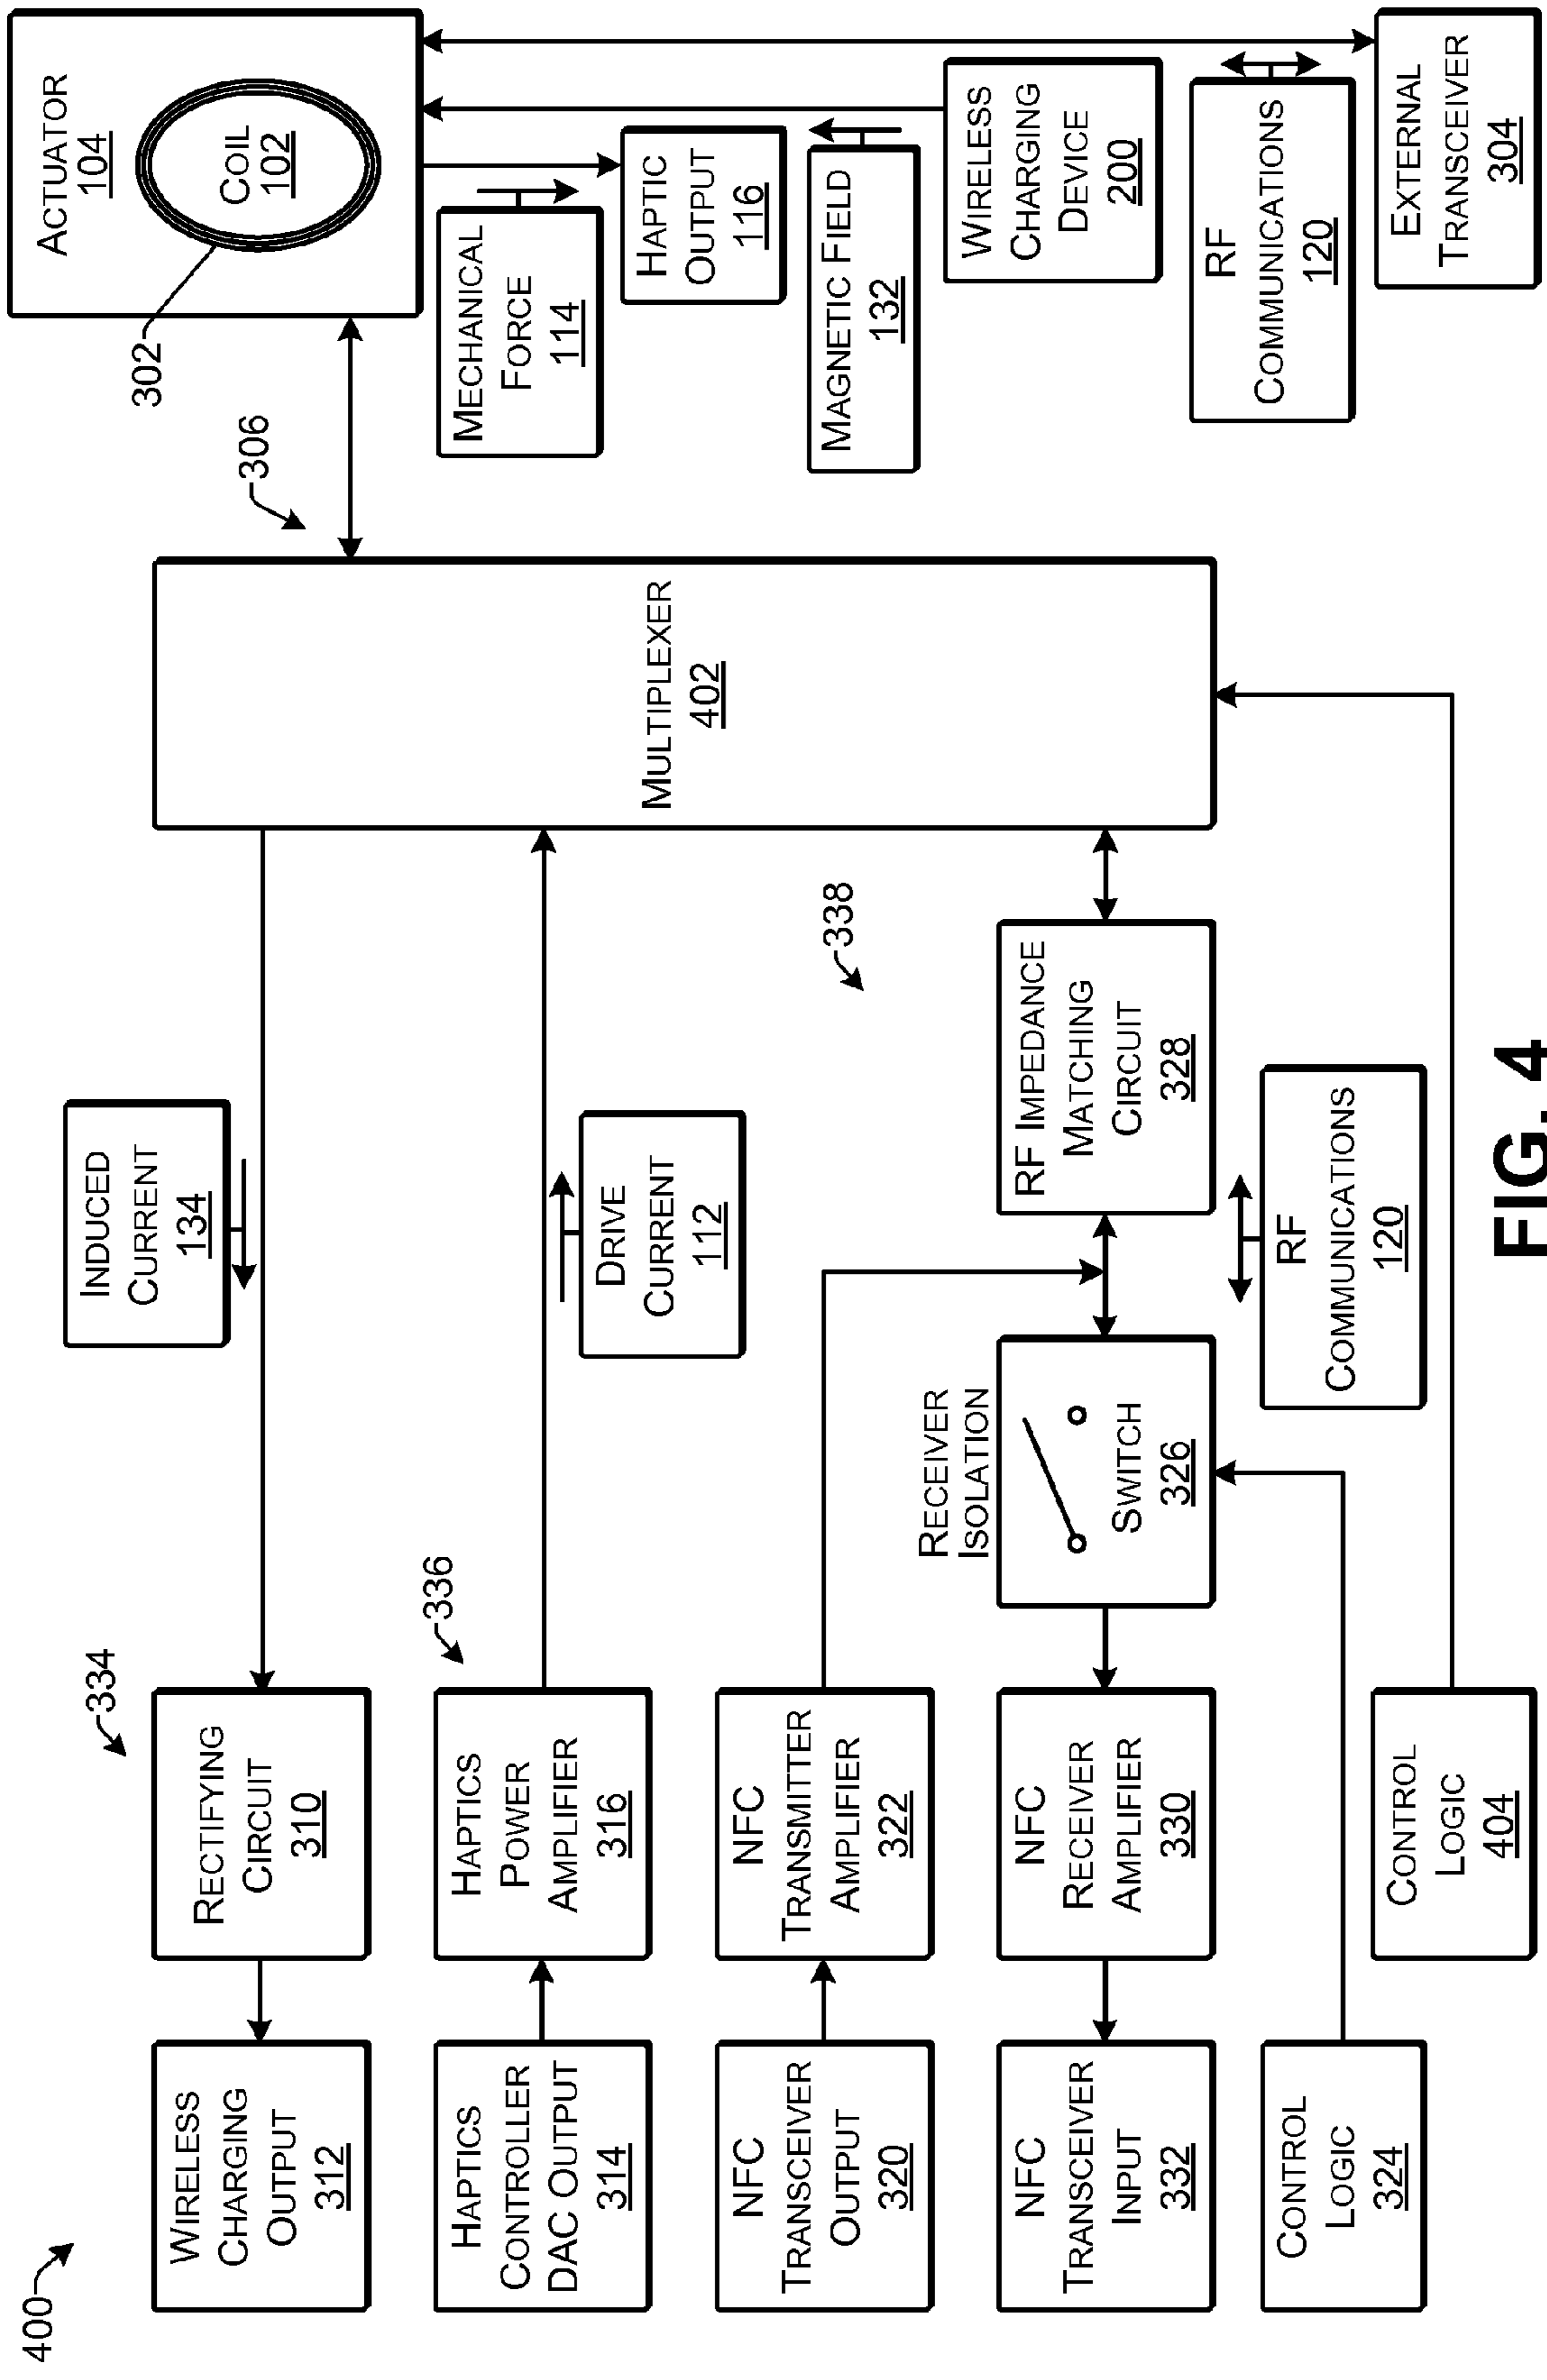 400
WIRELESS
CHARGING
OUTPUT
312
RECTIFYING
CIRCUIT
310
334
INDUCED
CURRENT
134
HAPTICS
CONTROLLER
DAC OUTPUT
314
HAPTICS
POWER
AMPLIFIER
316
336
DRIVE
CURRENT
112
NFC
TRANSCEIVER
OUTPUT
320
NFC
TRANSMITTER
AMPLIFIER
322
NFC
TRANSCEIVER
INPUT
332
NFC
RECEIVER
AMPLIFIER
330
RECEIVER
ISOLATION
SWITCH
326
338
RF IMPEDANCE
MATCHING
CIRCUIT
328
RF
COMMUNICATIONS
120
CONTROL
LOGIC
324
CONTROL
LOGIC
404
MULTIPLEXER
402
306
302
ACTUATOR
104
COIL
102
MECHANICAL
FORCE
114
HAPTIC
OUTPUT
116
MAGNETIC FIELD
132
WIRELESS
CHARGING
DEVICE
200
RF
COMMUNICATIONS
120
EXTERNAL
TRANSCEIVER
304
FIG. 4